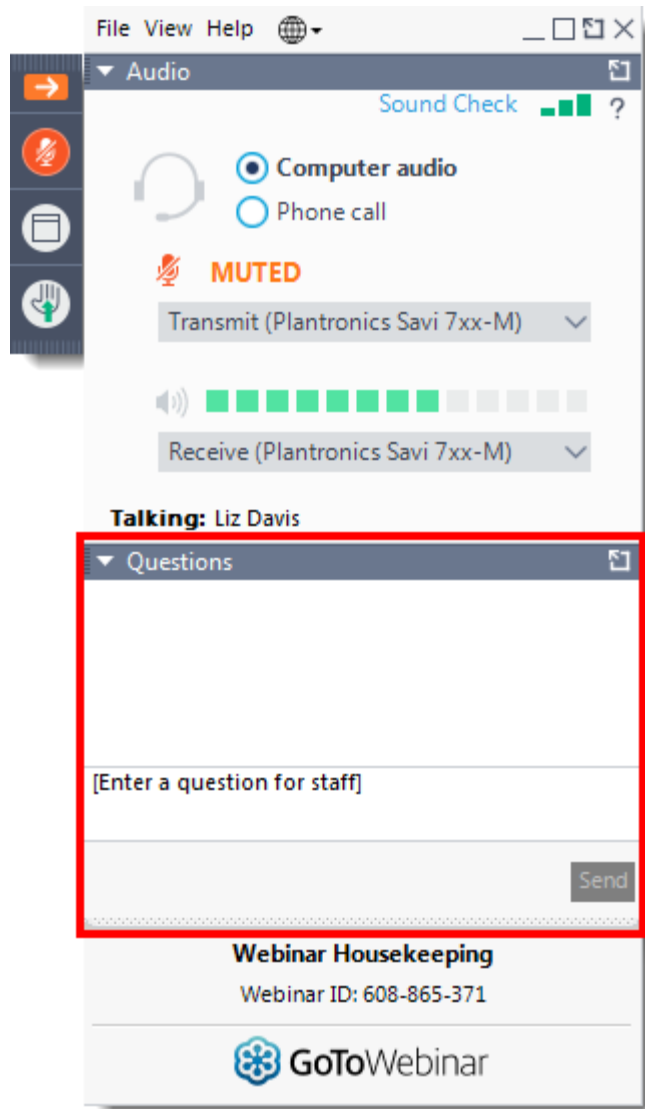 File View Help
Audio
Sound Check ?
Computer audio
Phone call
MUTED
Transmit (Plantronics Savi 7xx-M)
Receive (Plantronics Savi 7xx-M)
Talking: Liz Davis
Questions
[Enter a question for staff]
Send
Webinar Housekeeping
Webinar ID: 608-865-371
GoToWebinar